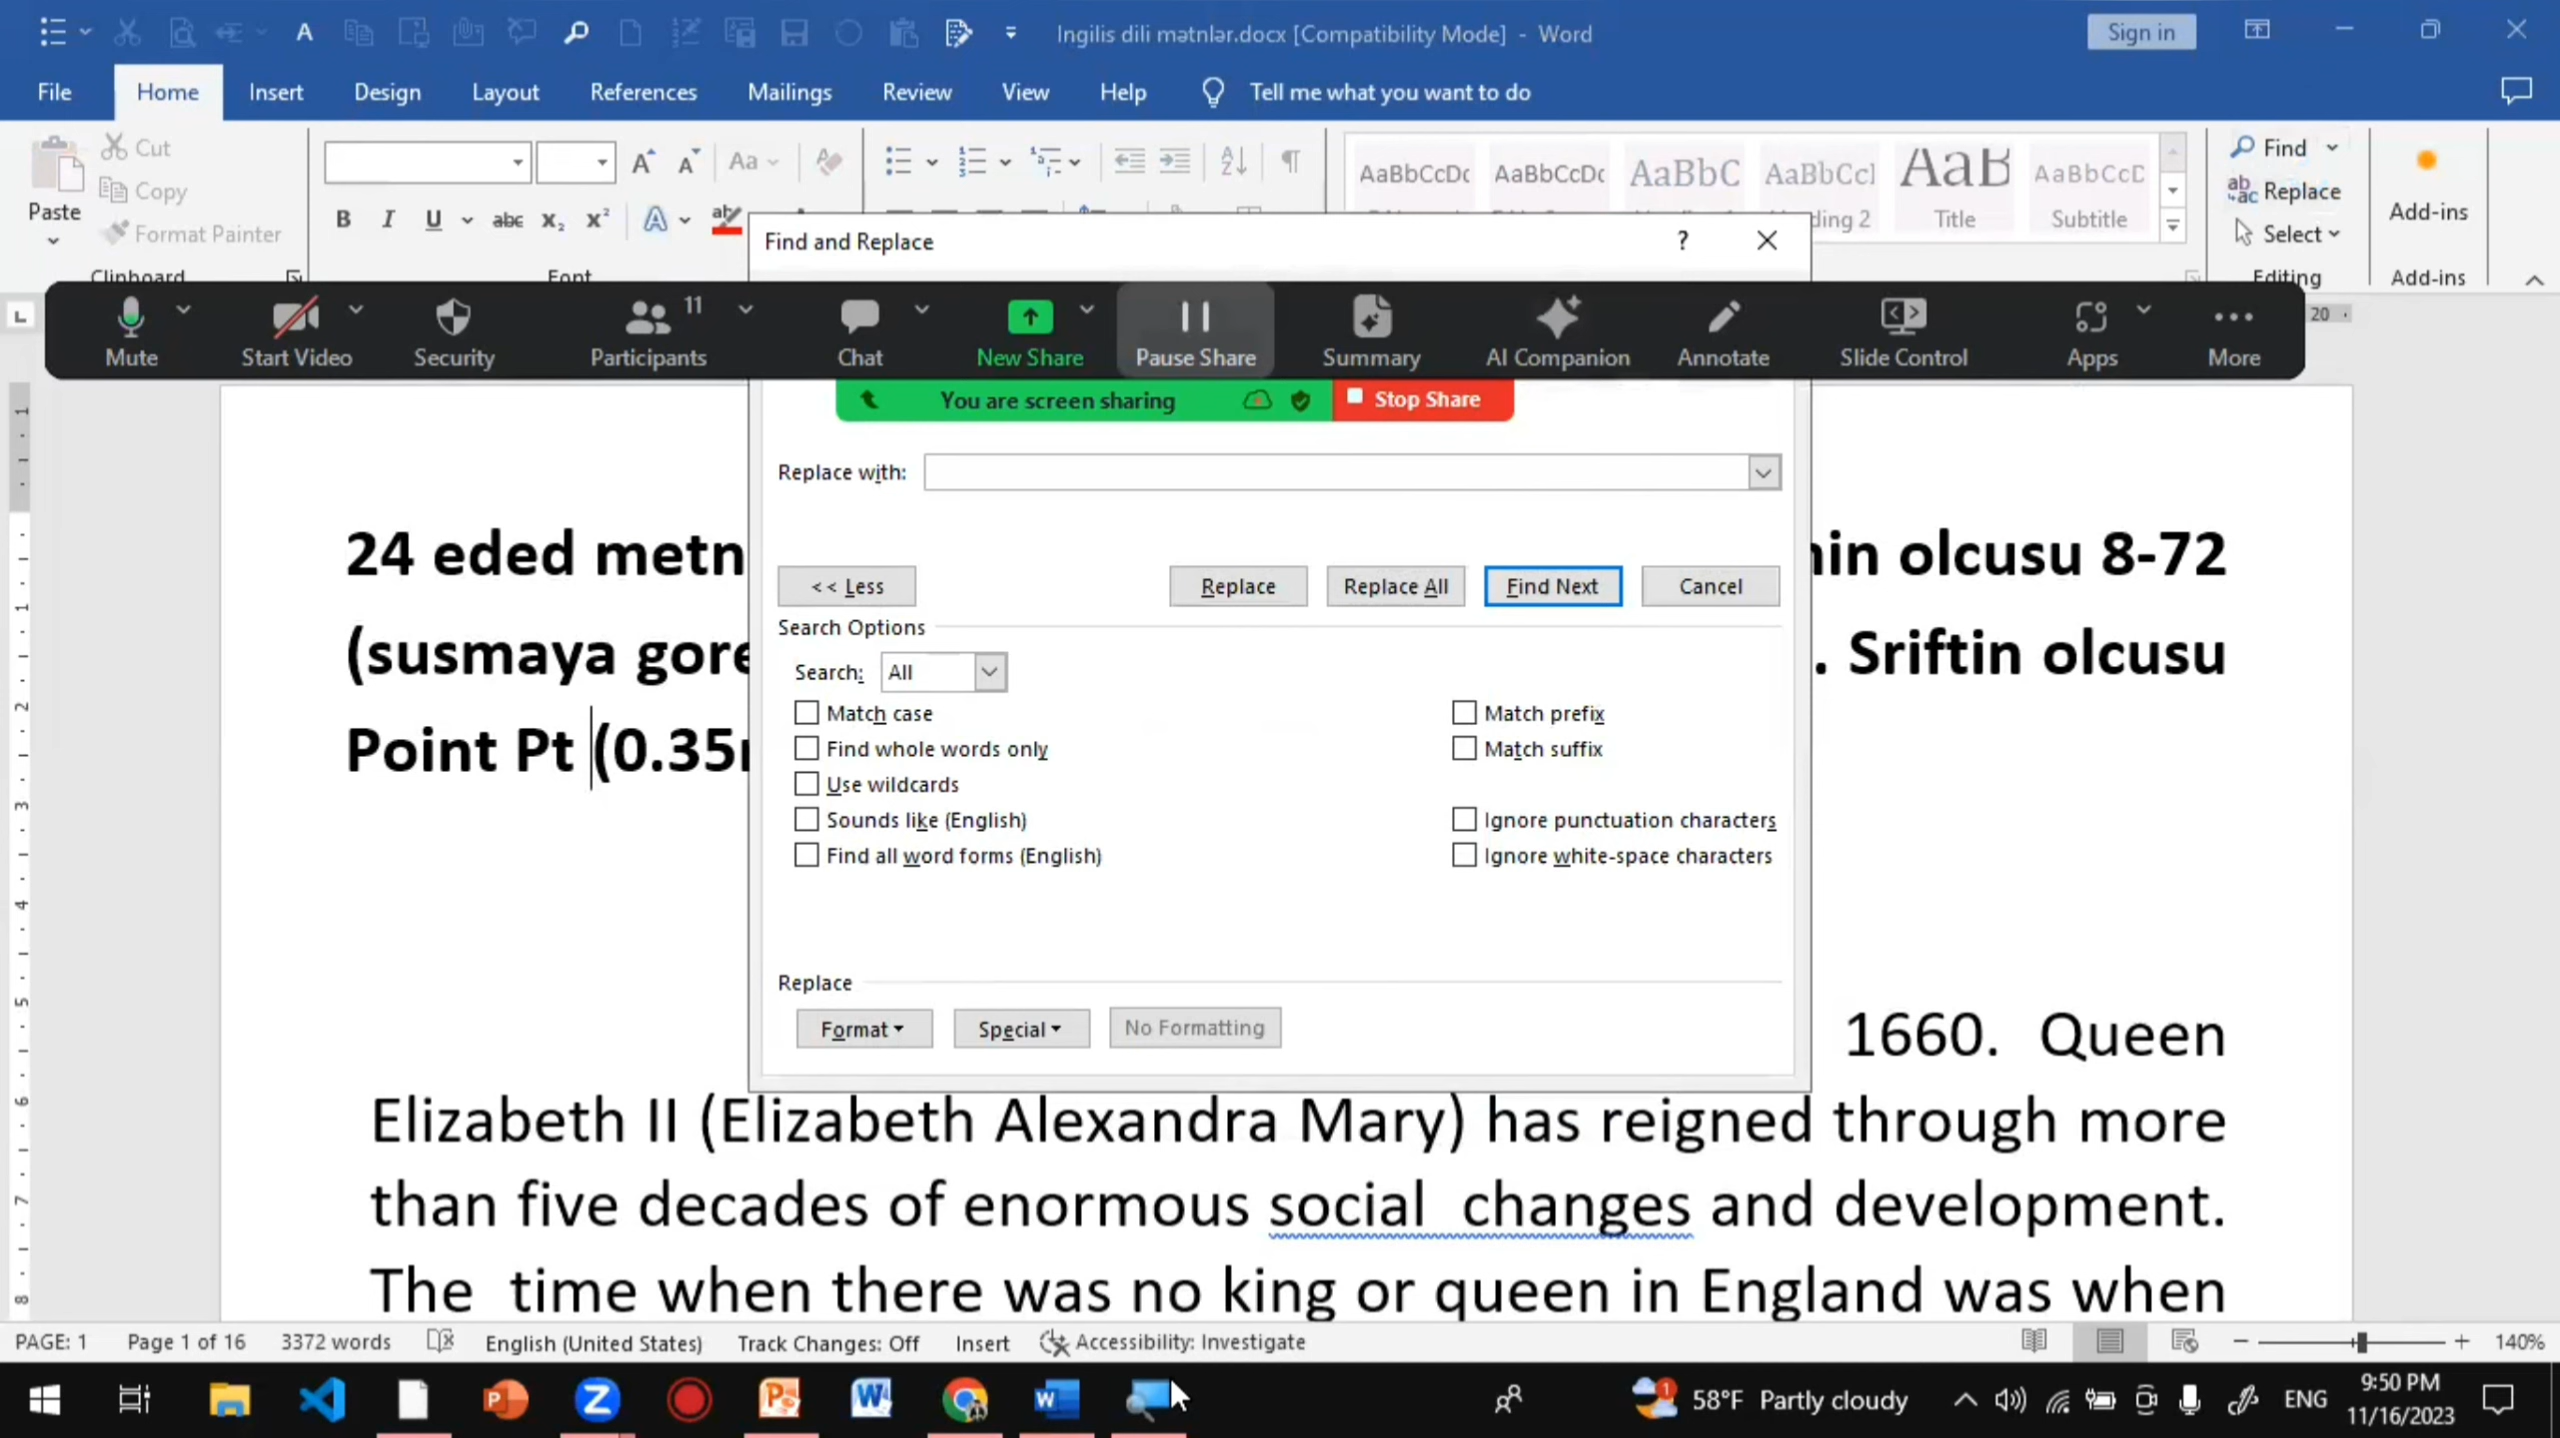 Ingilis dili mətnlər.docx [Compatibility Mode] - Word
Sign in
File Home Insert Design Layout References Mailings Review View Help Tell me what you want to do
Paste
Cut
Copy
Format Painter
Clipboard
Font
AaBbCcDc AaBbCcDc AaBbC AaBbCcI AaB AaBbCcD
ding 2 Title Subtitle
Find
Replace
Select
Editing
Add-ins
Add-ins
Find and Replace
Mute Start Video Security Participants 11 Chat New Share Pause Share Summary AI Companion Annotate Slide Control Apps More
You are screen sharing Stop Share
Replace with:
<< Less Replace Replace All Find Next Cancel
Search Options
Search: All
Match case Match prefix
Find whole words only Match suffix
Use wildcards
Sounds like (English) Ignore punctuation characters
Find all word forms (English) Ignore white-space characters
Replace
Format Special No Formatting
24 eded metn
in olcusu 8-72
(susmaya gore
. Sriftin olcusu
Point Pt (0.35
1660. Queen
Elizabeth II (Elizabeth Alexandra Mary) has reigned through more
than five decades of enormous social changes and development.
The time when there was no king or queen in England was when
PAGE: 1 Page 1 of 16 3372 words English (United States) Track Changes: Off Insert Accessibility: Investigate 140%
58°F Partly cloudy ENG 9:50 PM
11/16/2023